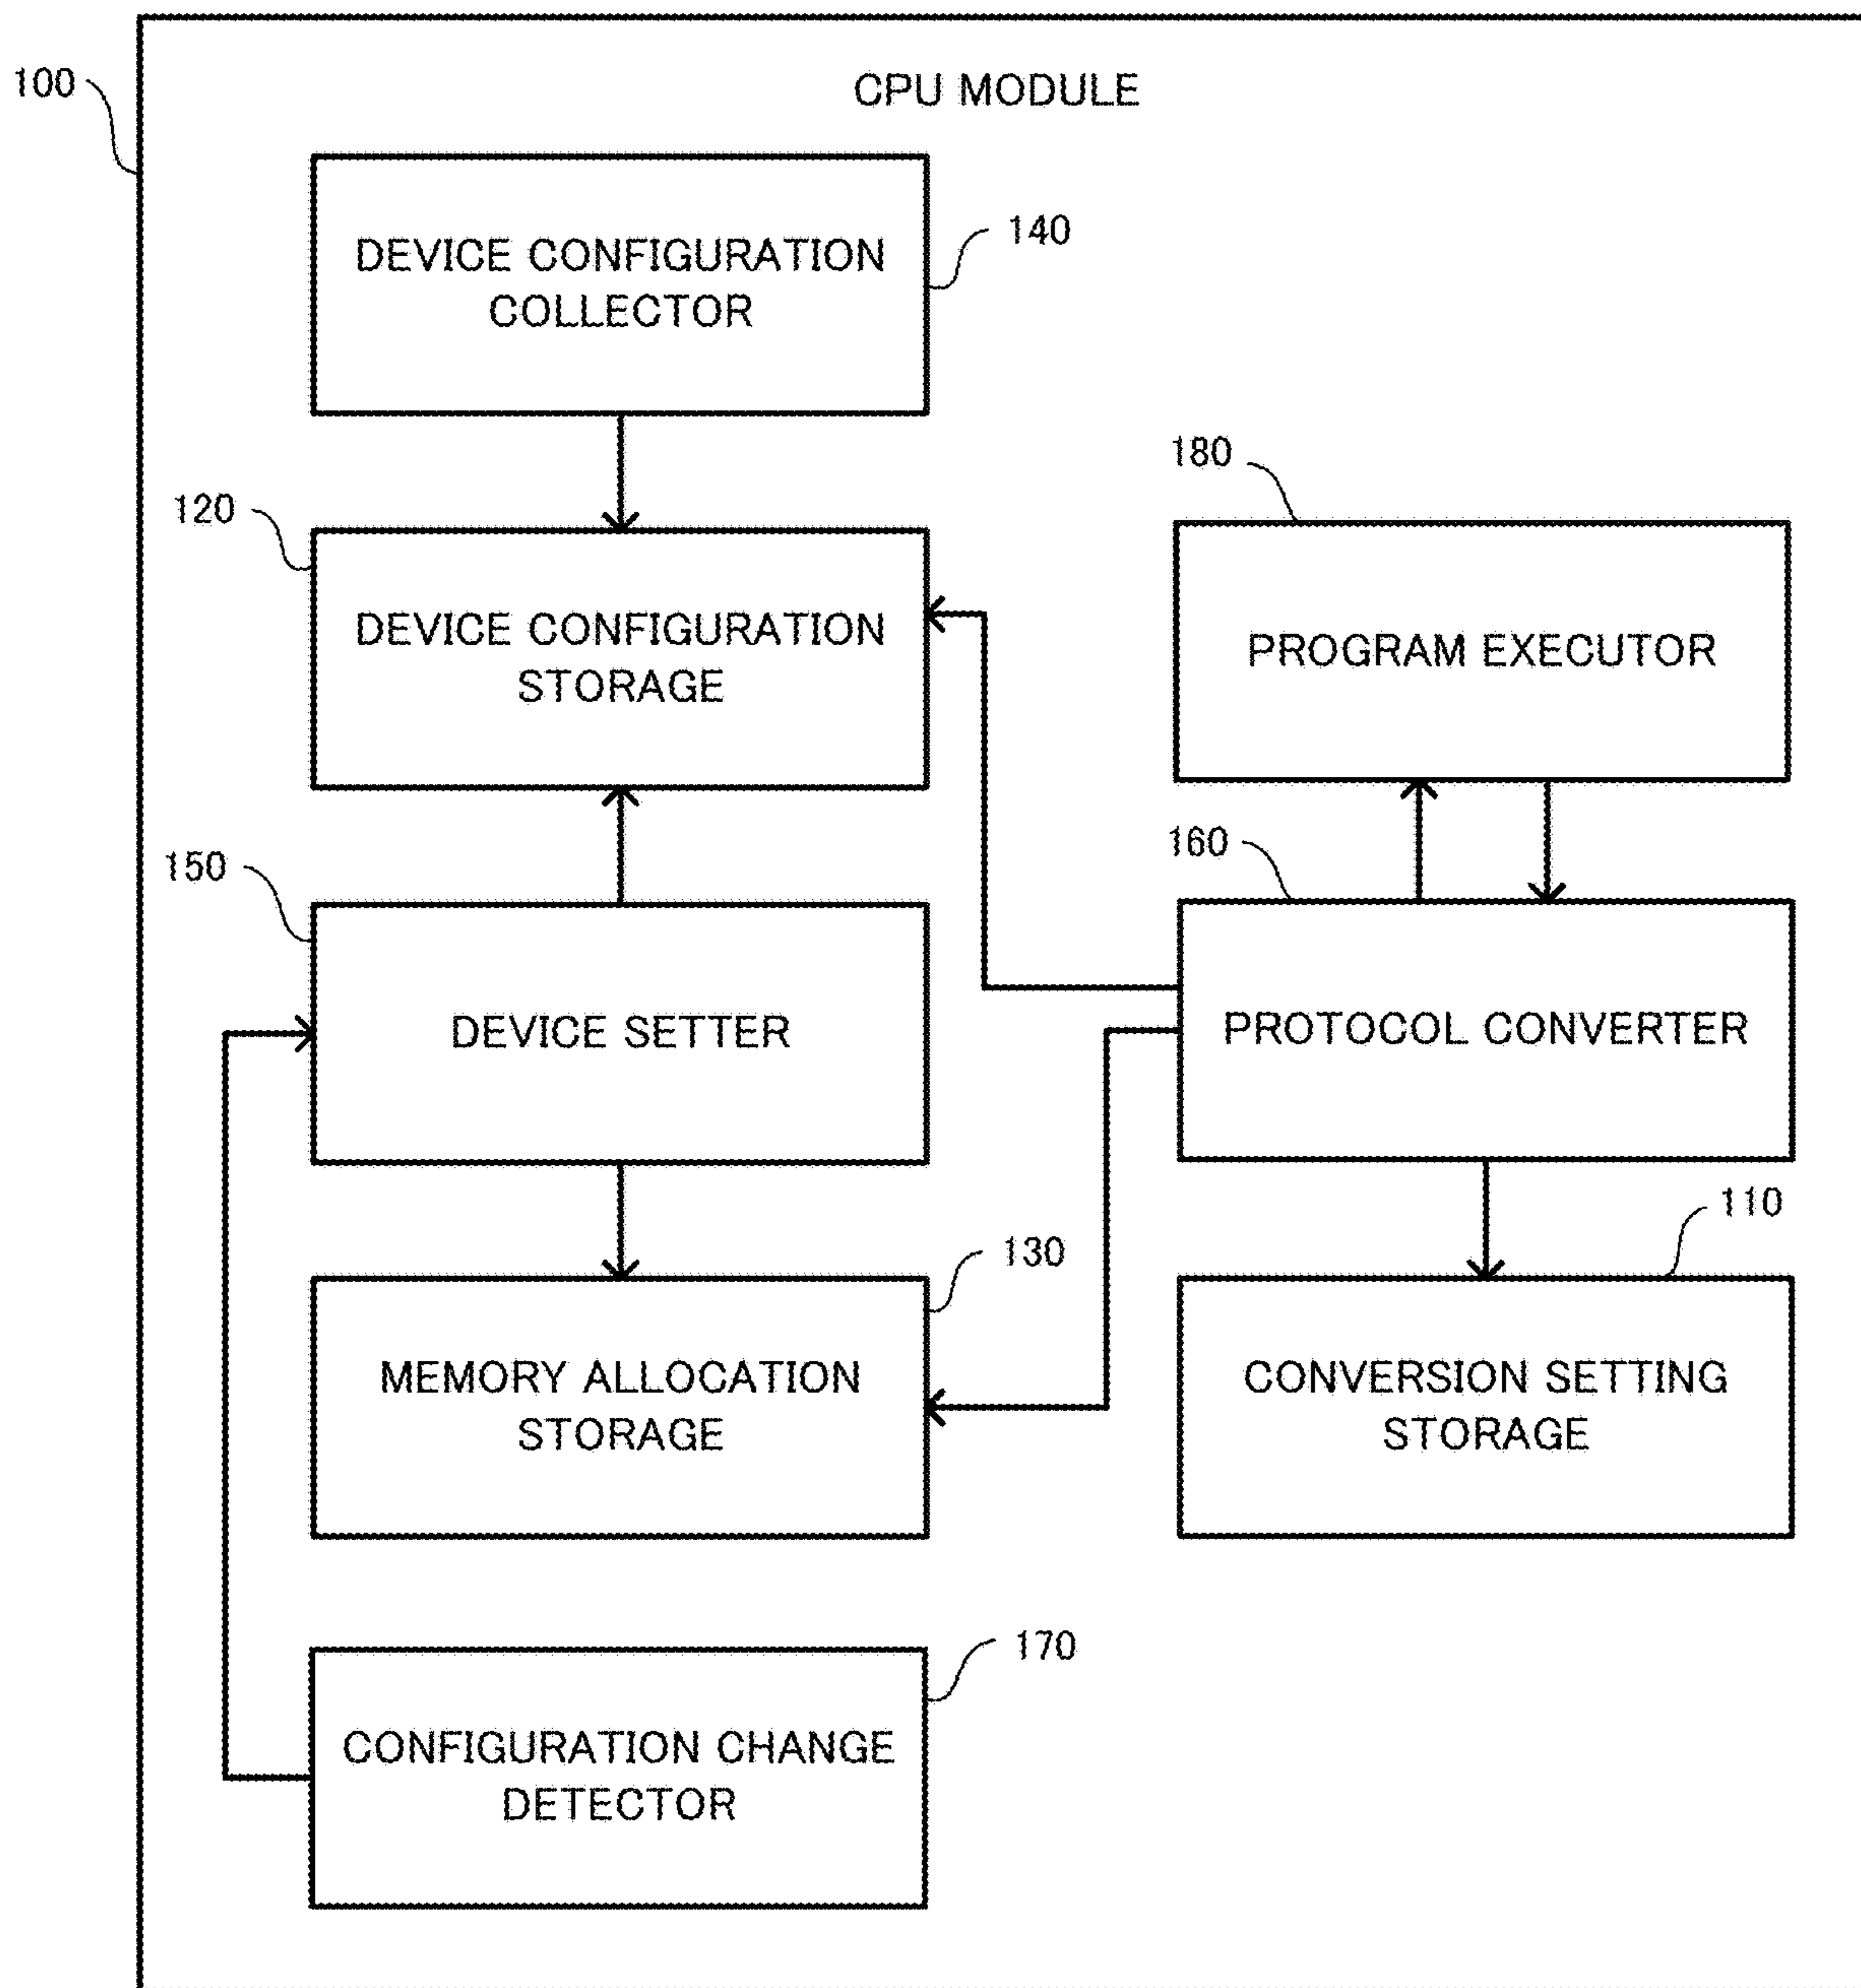 100
CPU MODULE
DEVICE CONFIGURATION
COLLECTOR
140
120
DEVICE CONFIGURATION
STORAGE
180
PROGRAM EXECUTOR
150
DEVICE SETTER
160
PROTOCOL CONVERTER
130
MEMORY ALLOCATION
STORAGE
110
CONVERSION SETTING
STORAGE
170
CONFIGURATION CHANGE
DETECTOR